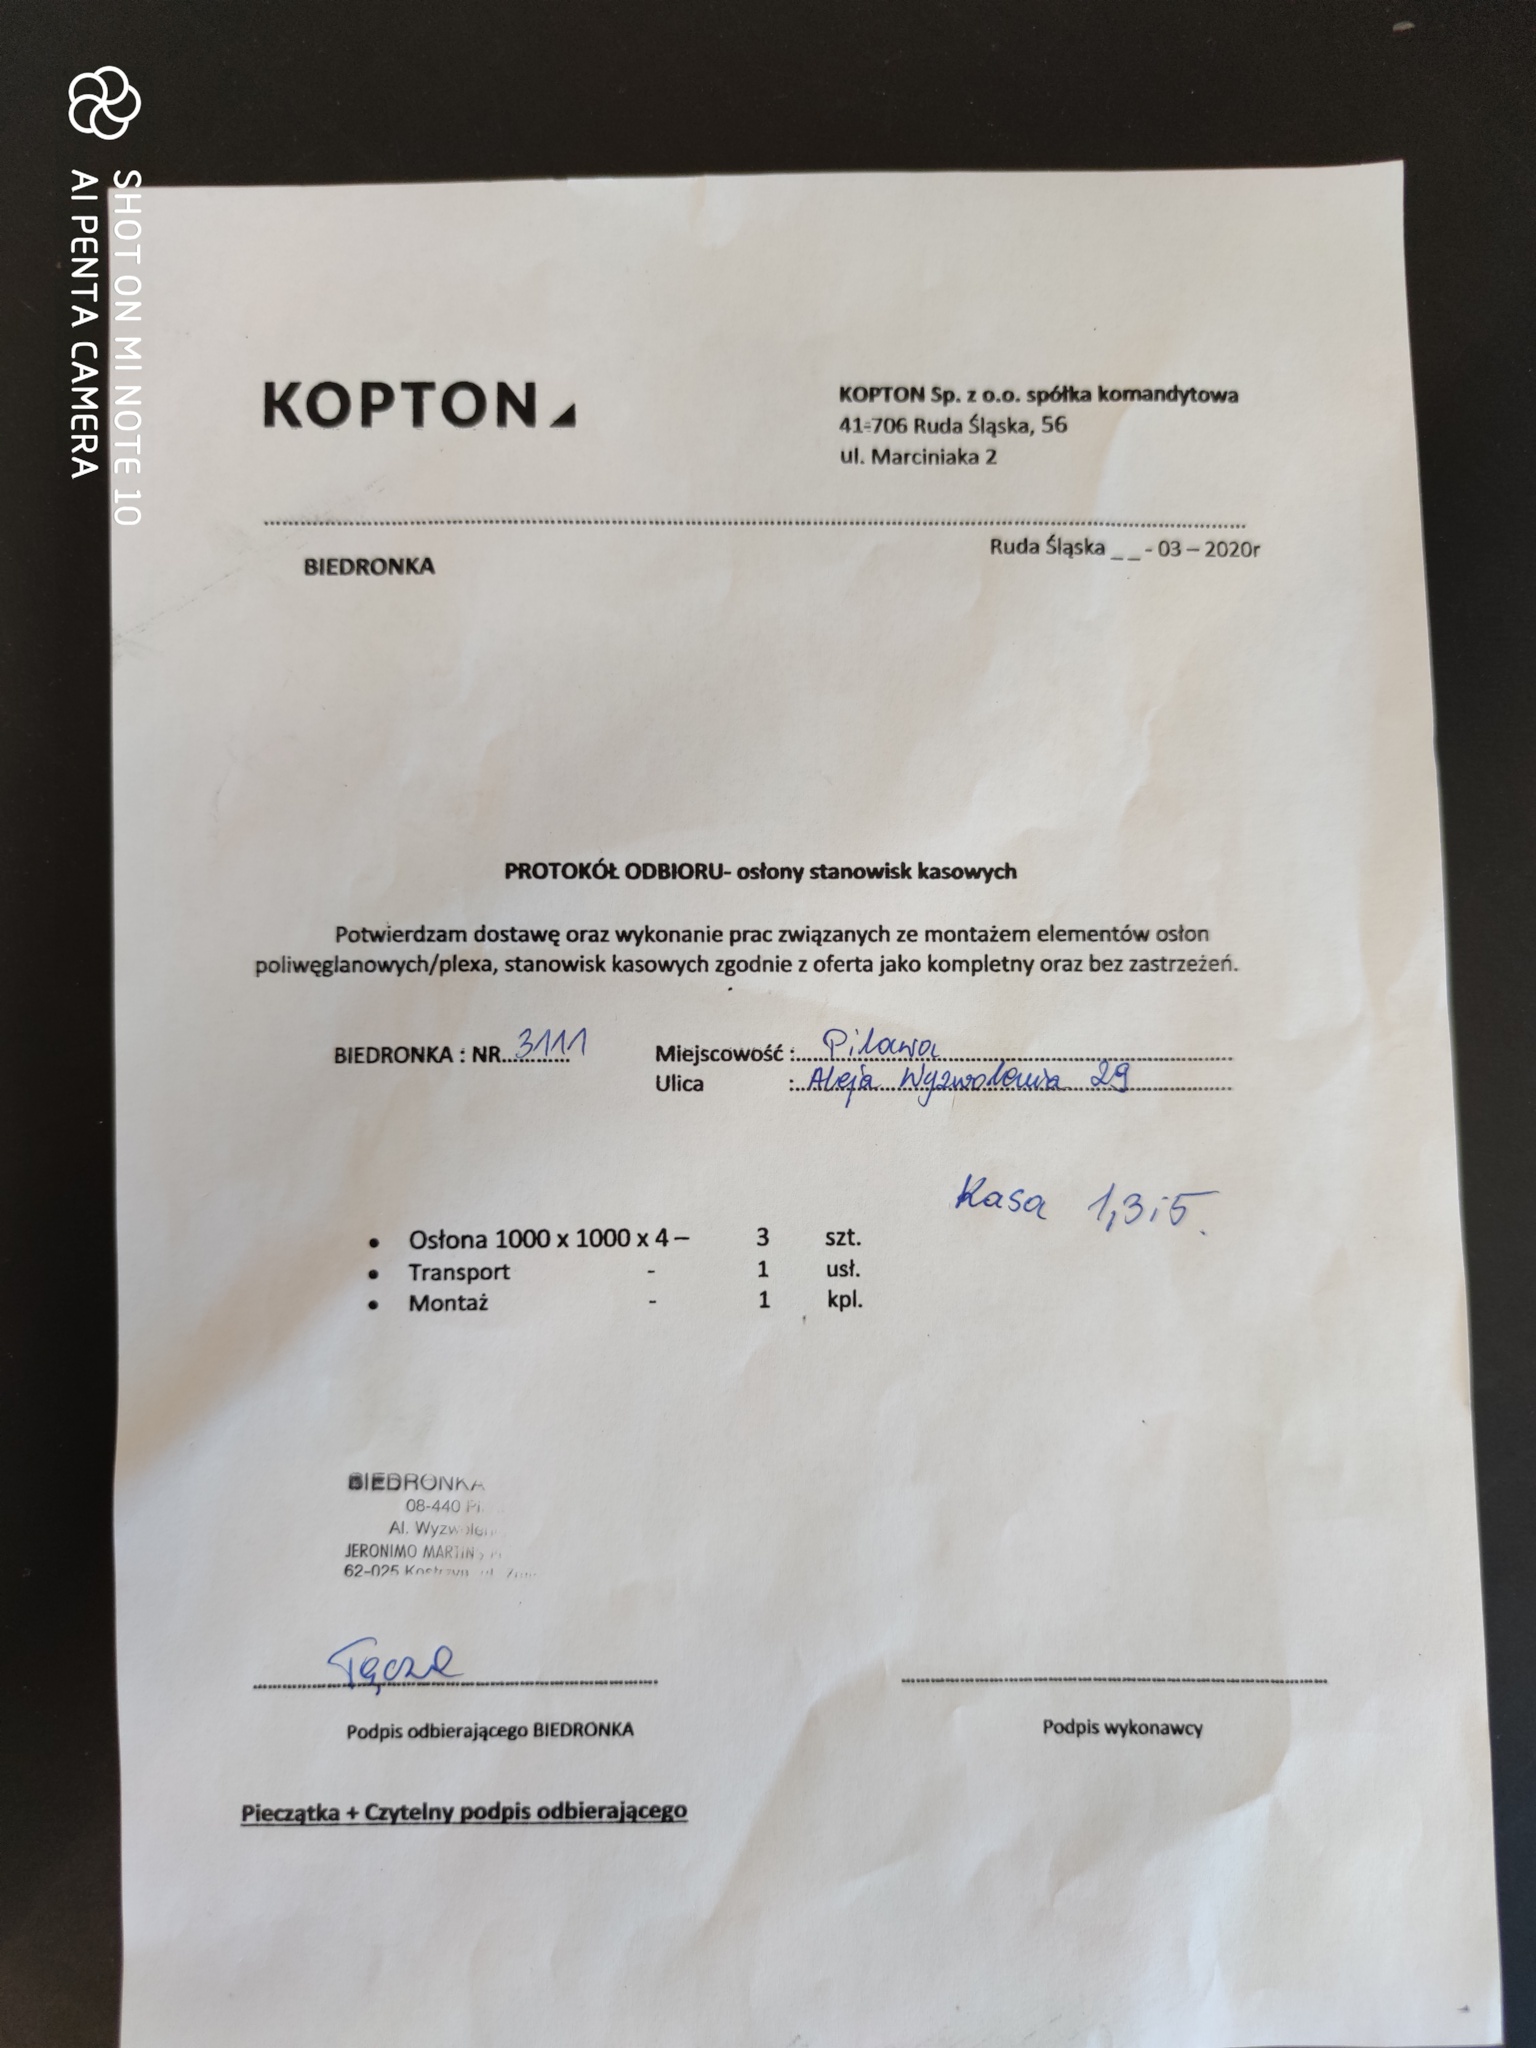 SHOT ON MI NOTE 10
AI PENTA CAMERA
KOPTON
KOPTON Sp. z o.o. spółka komandytowa
41-706 Ruda Śląska, 56
ul. Marciniaka 2
Ruda Śląska _ _ - 03 – 2020r
BIEDRONKA
PROTOKÓŁ ODBIORU- osłony stanowisk kasowych
Potwierdzam dostawę oraz wykonanie prac związanych ze montażem elementów osłon
poliwęglanowych/plexa, stanowisk kasowych zgodnie z oferta jako kompletny oraz bez zastrzeżeń.
BIEDRONKA : NR 3111 Miejscowość : Pilawa
Ulica : Aleja Wyzwolenia 29
Kasa 1,3i5.
• Osłona 1000 x 1000 x 4 – 3 szt.
• Transport - 1 usł.
• Montaż - 1 kpl.
BIEDRONKA
08-440
Al.
JERONIMO MARTINS
62-025 Kostrzyn
Podpis odbierającego BIEDRONKA Podpis wykonawcy
Pieczątka + Czytelny podpis odbierającego